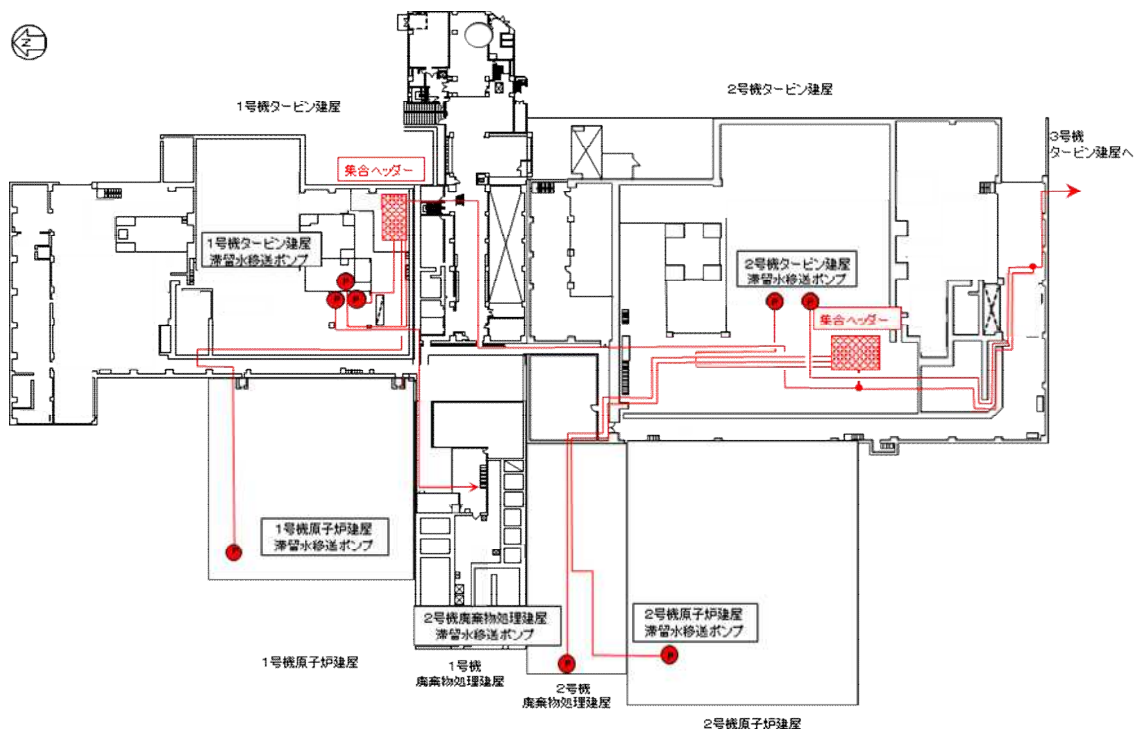 N
1号機タービン建屋
2号機タービン建屋
3号機
タービン建屋へ
集合ヘッダー
1号機タービン建屋
滞留水移送ポンプ
P
P
P
2号機タービン建屋
滞留水移送ポンプ
P
P
集合ヘッダー
1号機原子炉建屋
滞留水移送ポンプ
P
2号機廃棄物処理建屋
滞留水移送ポンプ
P
2号機原子炉建屋
滞留水移送ポンプ
P
1号機原子炉建屋
1号機
廃棄物処理建屋
2号機
廃棄物処理建屋
2号機原子炉建屋